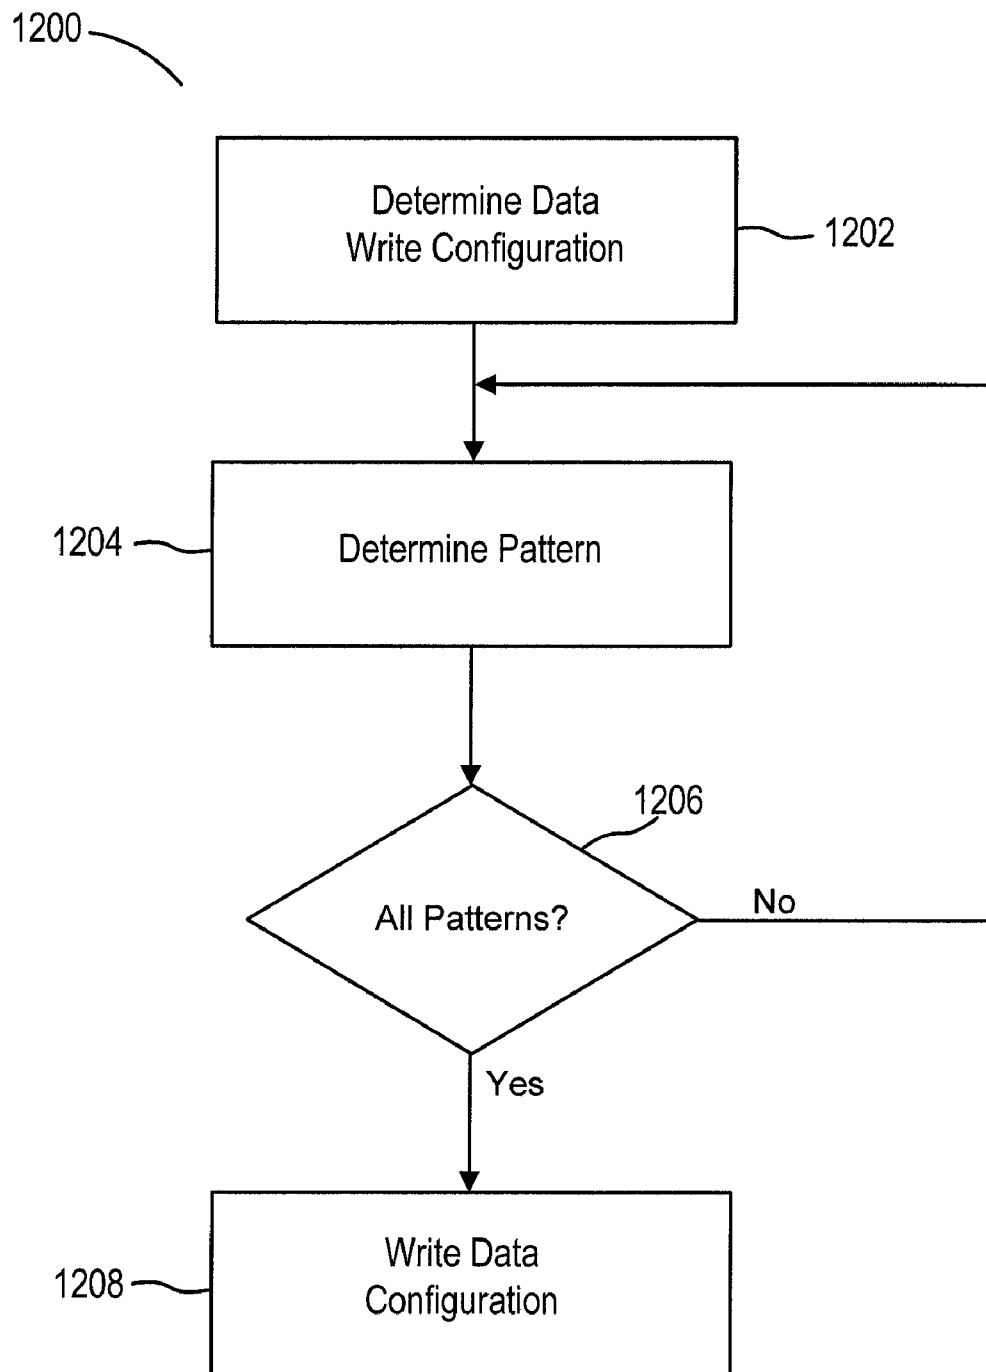 1200
Determine Data
Write Configuration
1202
1204
Determine Pattern
1206
All Patterns?
No
Yes
Write Data
Configuration
1208